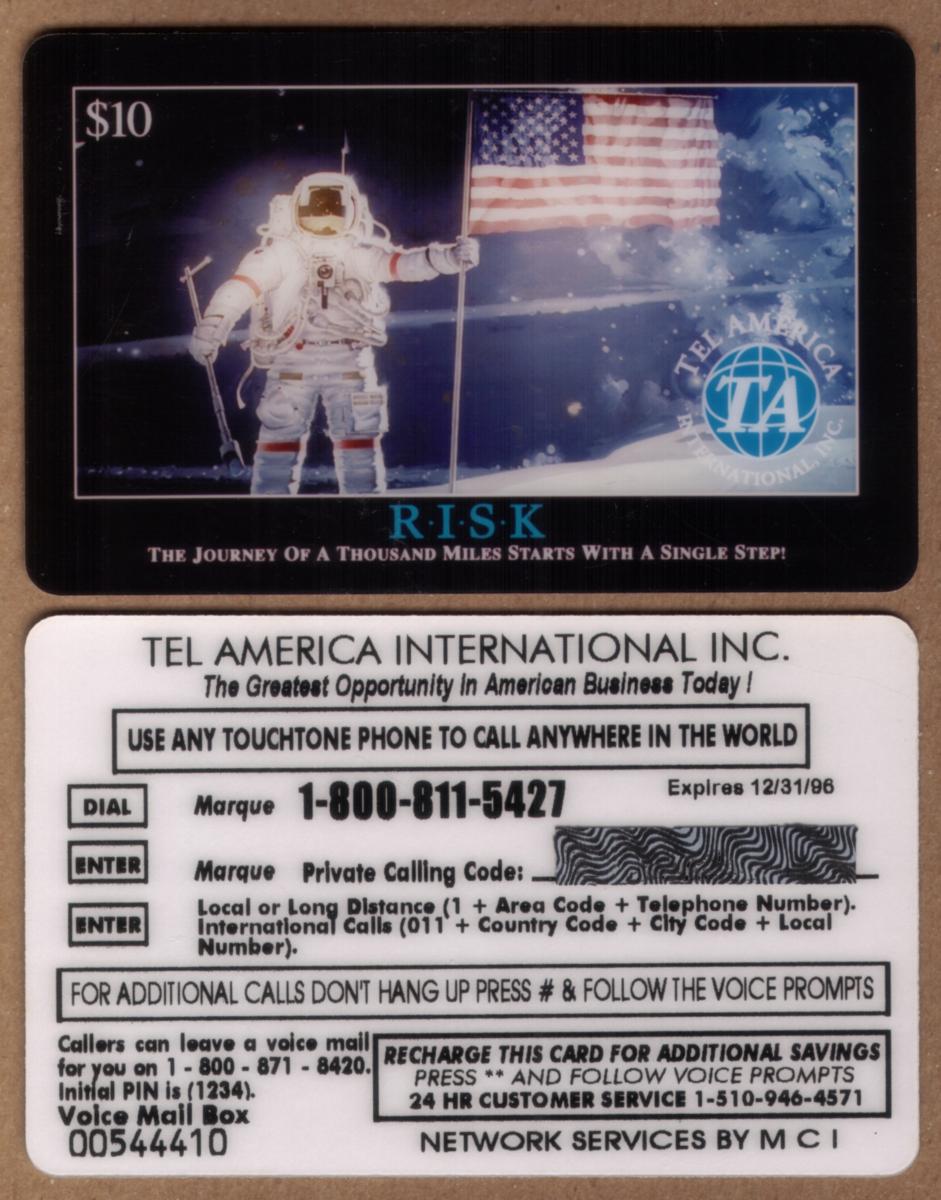 $10
TEL AMERICA
TA
INTERNATIONAL, INC.
R·I·S·K
THE JOURNEY OF A THOUSAND MILES STARTS WITH A SINGLE STEP!
TEL AMERICA INTERNATIONAL INC.
The Greatest Opportunity in American Business Today !
USE ANY TOUCHTONE PHONE TO CALL ANYWHERE IN THE WORLD
DIAL Marque 1-800-811-5427 Expires 12/31/96
ENTER Marque Private Calling Code:
ENTER Local or Long Distance (1 + Area Code + Telephone Number).
International Calls (011 + Country Code + City Code + Local
Number).
FOR ADDITIONAL CALLS DON'T HANG UP PRESS # & FOLLOW THE VOICE PROMPTS
Callers can leave a voice mail
for you on 1 - 800 - 871 - 8420.
Initial PIN is (1234).
Voice Mail Box
00544410
RECHARGE THIS CARD FOR ADDITIONAL SAVINGS
PRESS ** AND FOLLOW VOICE PROMPTS
24 HR CUSTOMER SERVICE 1-510-946-4571
NETWORK SERVICES BY M C I